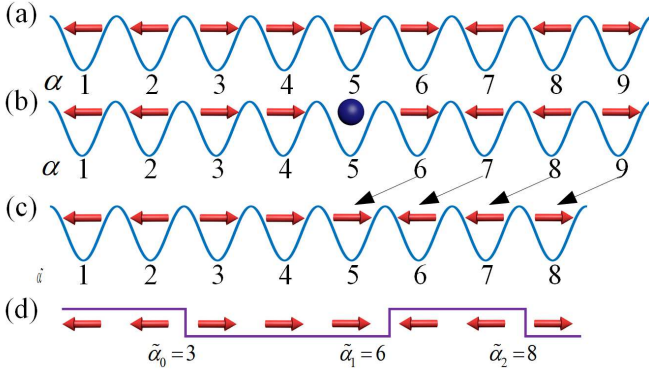 (a)
α 1 2 3 4 5 6 7 8 9
(b)
α 1 2 3 4 5 6 7 8 9
(c)
i 1 2 3 4 5 6 7 8
(d)
α̃₀ = 3 α̃₁ = 6 α̃₂ = 8